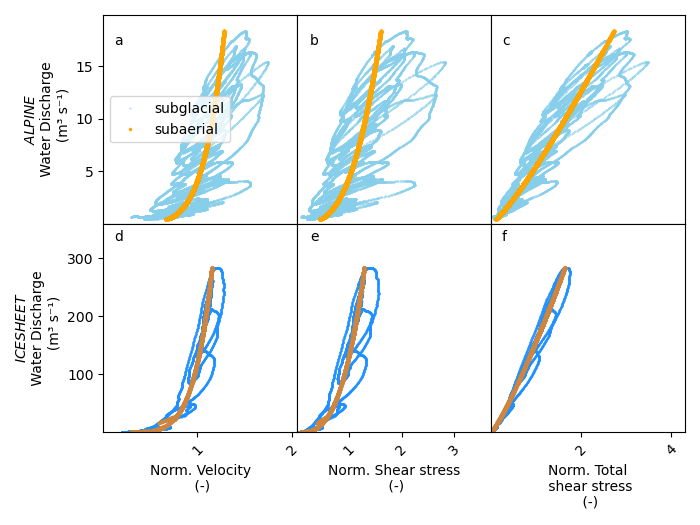 a
b
c
ALPINE
Water Discharge
(m³ s⁻¹)
15
10
5
subglacial
subaerial
d
e
f
ICESHEET
Water Discharge
(m³ s⁻¹)
300
200
100
1
2
1
2
3
2
4
Norm. Velocity
(-)
Norm. Shear stress
(-)
Norm. Total
shear stress
(-)